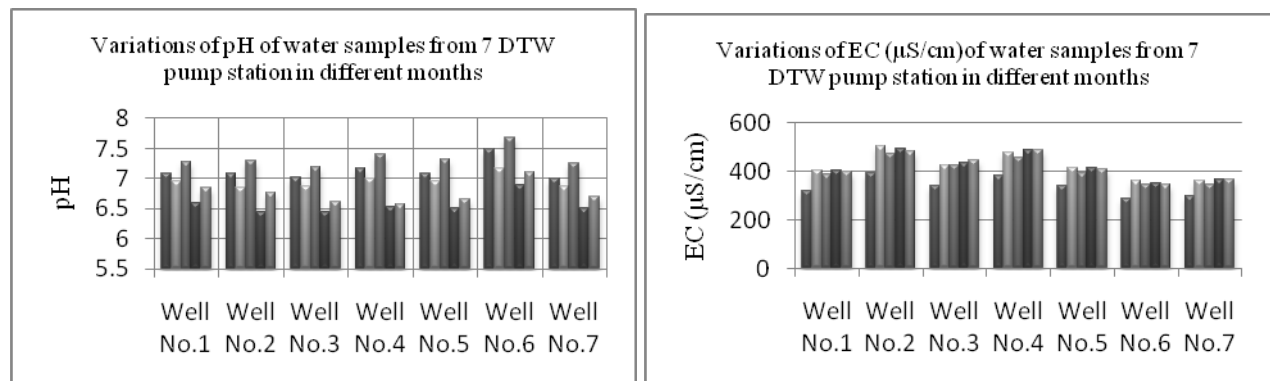 Variations of pH of water samples from 7 DTW
pump station in different months
pH
8
7.5
7
6.5
6
5.5
Well Well Well Well Well Well Well
No.1 No.2 No.3 No.4 No.5 No.6 No.7
Variations of EC (µS/cm)of water samples from 7
DTW pump station in different months
EC (µS/cm)
600
400
200
0
Well Well Well Well Well Well Well
No.1 No.2 No.3 No.4 No.5 No.6 No.7